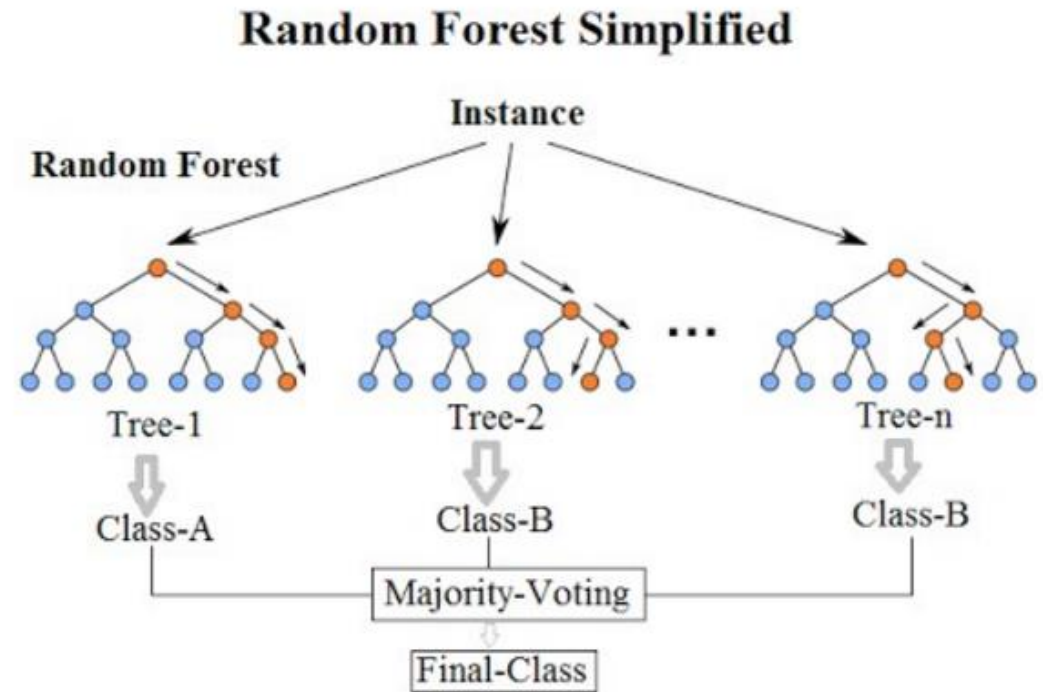 Random Forest Simplified
Instance
Random Forest
...
Tree-1
Tree-2
Tree-n
Class-A
Class-B
Class-B
Majority-Voting
Final-Class